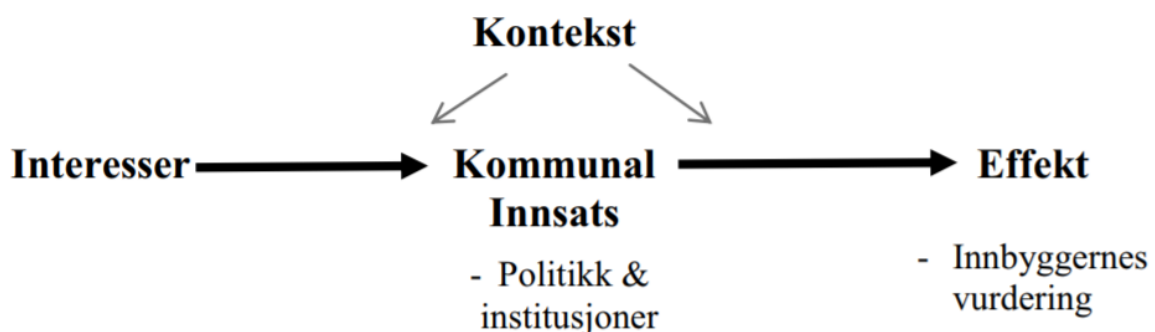 Kontekst
Interesser
Kommunal
Innsats
- Politikk &
institusjoner
Effekt
- Innbyggernes
vurdering